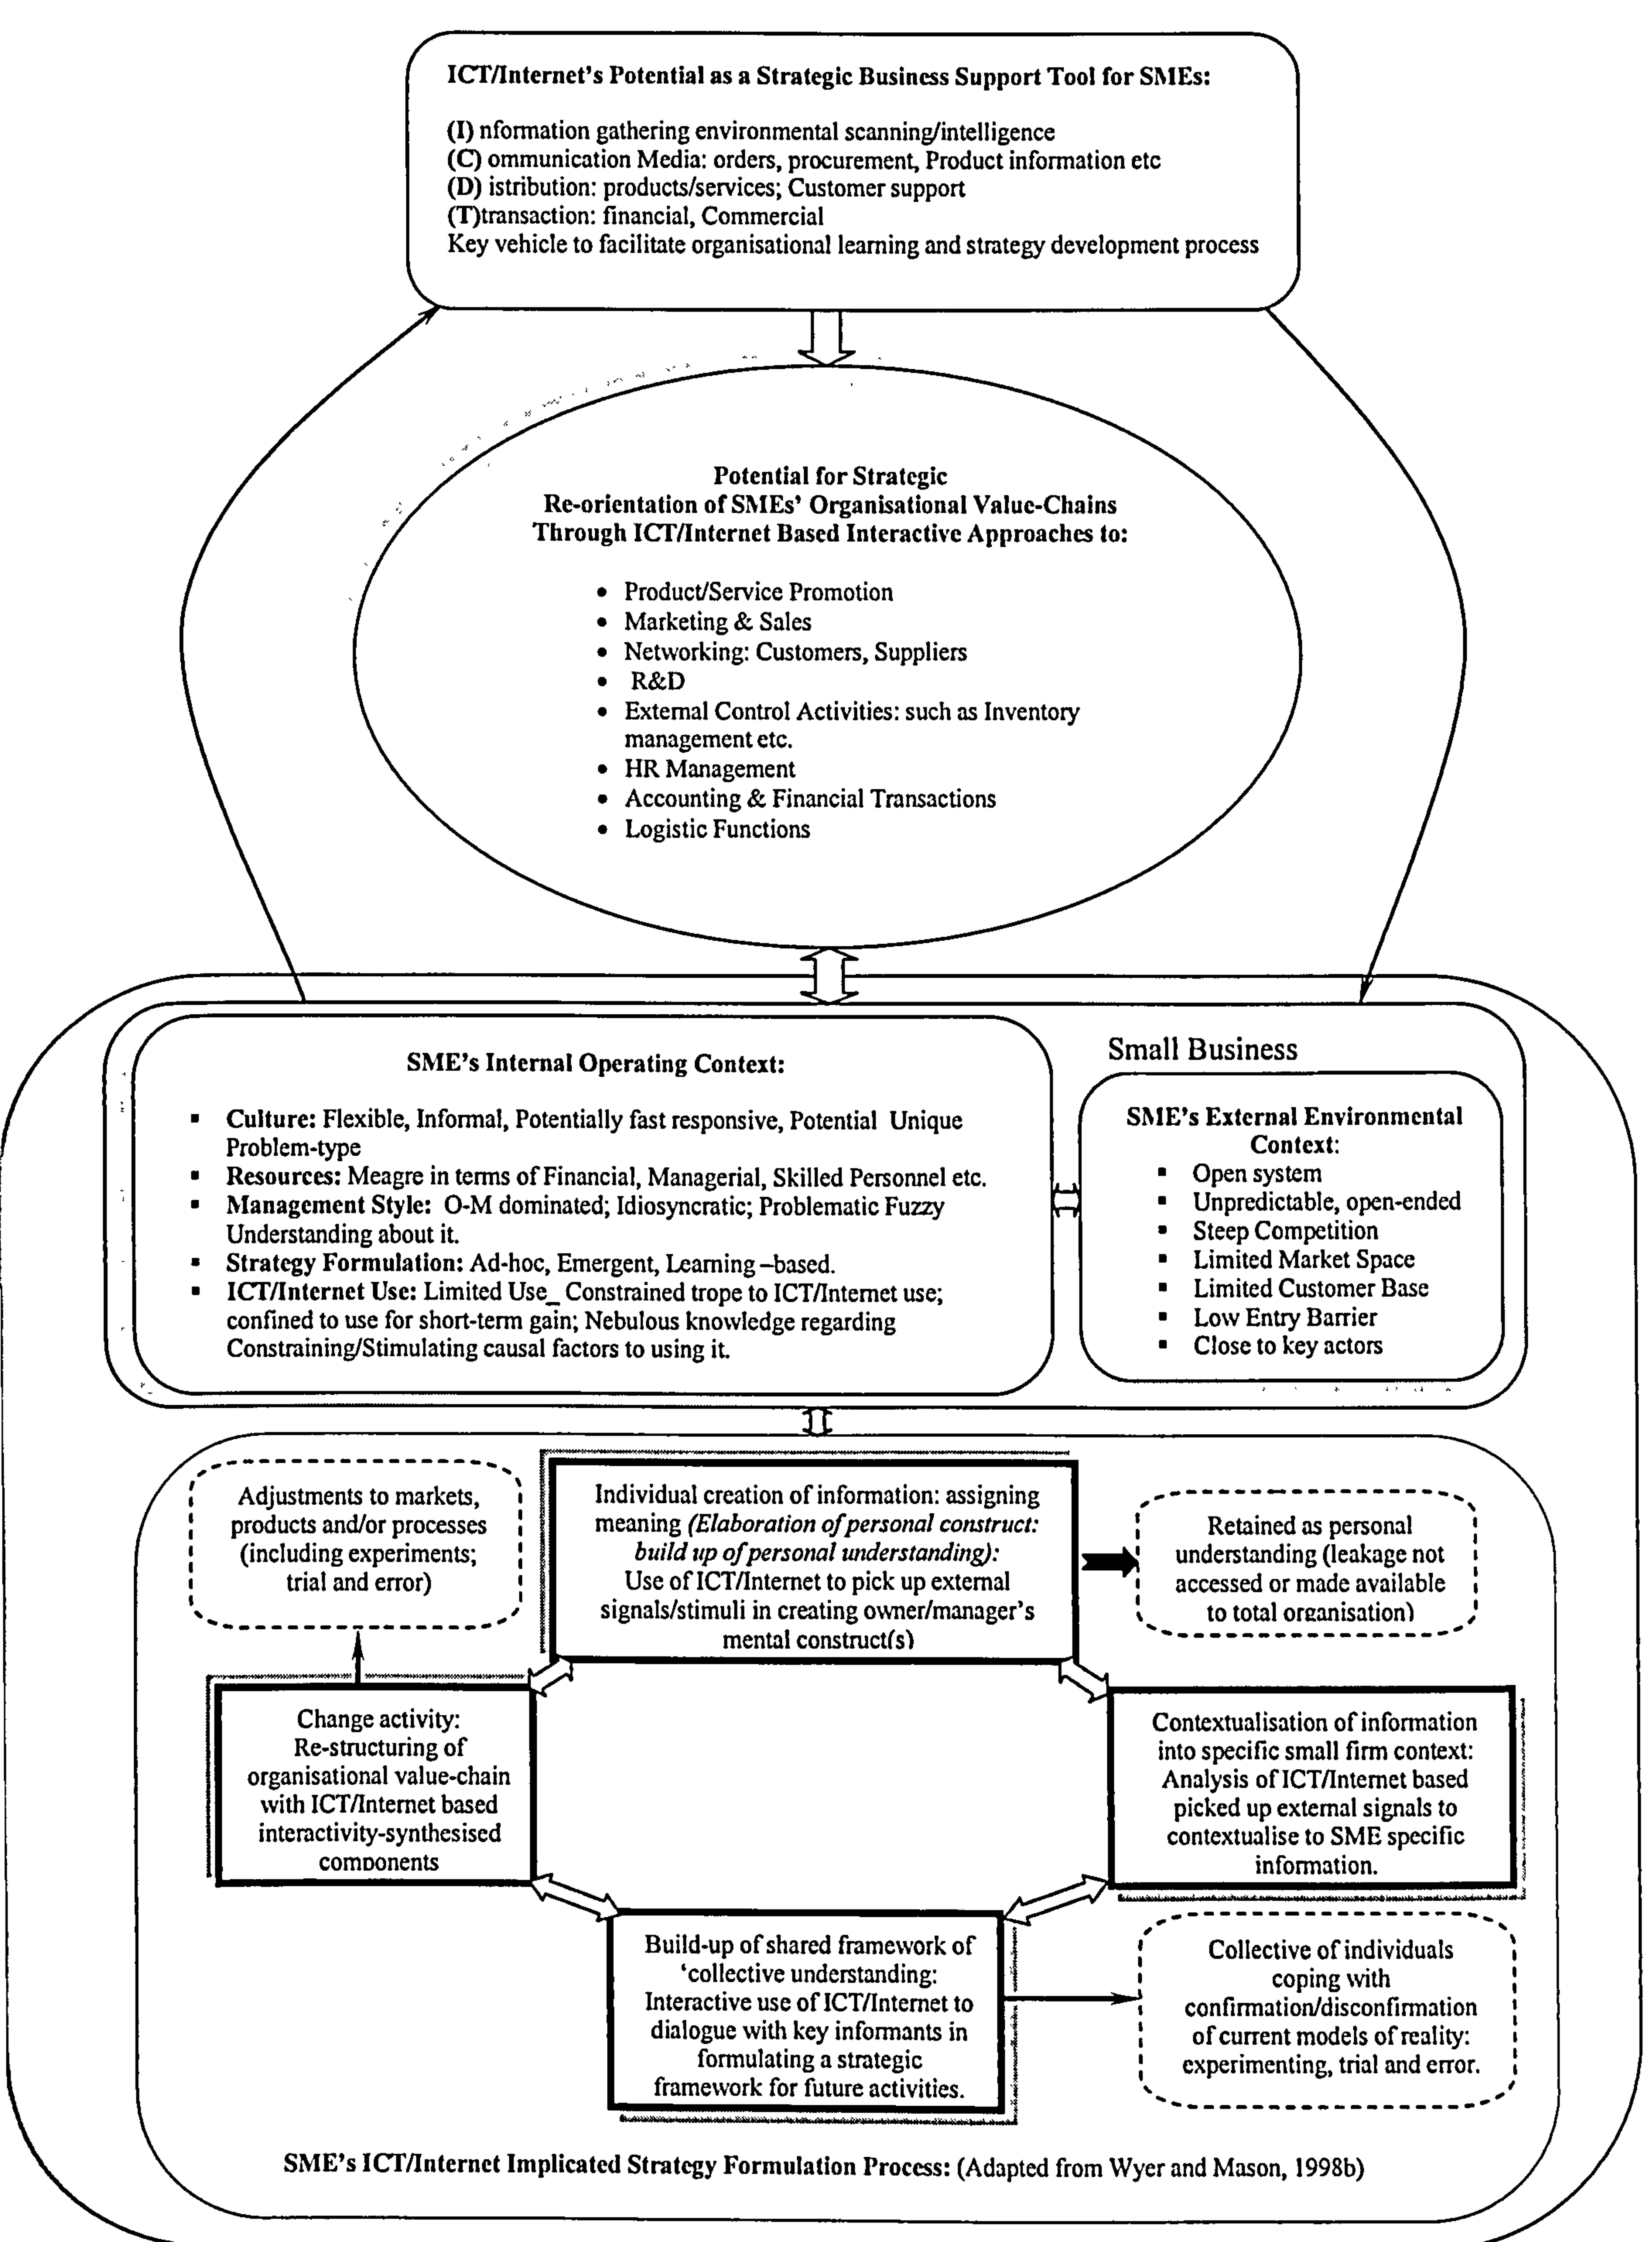 ICT/Internet's Potential as a Strategic Business Support Tool for SMEs:
(I) nformation gathering environmental scanning/intelligence
(C) ommunication Media: orders, procurement, Product information etc
(D) istribution: products/services; Customer support
(T)transaction: financial, Commercial
Key vehicle to facilitate organisational learning and strategy development process
Potential for Strategic
Re-orientation of SMEs' Organisational Value-Chains
Through ICT/Internet Based Interactive Approaches to:
• Product/Service Promotion
• Marketing & Sales
• Networking: Customers, Suppliers
• R&D
• External Control Activities: such as Inventory
management etc.
• HR Management
• Accounting & Financial Transactions
• Logistic Functions
SME's Internal Operating Context:
▪ Culture: Flexible, Informal, Potentially fast responsive, Potential Unique
Problem-type
▪ Resources: Meagre in terms of Financial, Managerial, Skilled Personnel etc.
▪ Management Style: O-M dominated; Idiosyncratic; Problematic Fuzzy
Understanding about it.
▪ Strategy Formulation: Ad-hoc, Emergent, Learning –based.
▪ ICT/Internet Use: Limited Use_ Constrained trope to ICT/Internet use;
confined to use for short-term gain; Nebulous knowledge regarding
Constraining/Stimulating causal factors to using it.
Small Business
SME's External Environmental
Context:
▪ Open system
▪ Unpredictable, open-ended
▪ Steep Competition
▪ Limited Market Space
▪ Limited Customer Base
▪ Low Entry Barrier
▪ Close to key actors
Adjustments to markets,
products and/or processes
(including experiments;
trial and error)
Individual creation of information: assigning
meaning (Elaboration of personal construct:
build up of personal understanding):
Use of ICT/Internet to pick up external
signals/stimuli in creating owner/manager's
mental construct(s)
Retained as personal
understanding (leakage not
accessed or made available
to total organisation)
Change activity:
Re-structuring of
organisational value-chain
with ICT/Internet based
interactivity-synthesised
components
Contextualisation of information
into specific small firm context:
Analysis of ICT/Internet based
picked up external signals to
contextualise to SME specific
information.
Build-up of shared framework of
‘collective understanding:
Interactive use of ICT/Internet to
dialogue with key informants in
formulating a strategic
framework for future activities.
Collective of individuals
coping with
confirmation/disconfirmation
of current models of reality:
experimenting, trial and error.
SME's ICT/Internet Implicated Strategy Formulation Process: (Adapted from Wyer and Mason, 1998b)